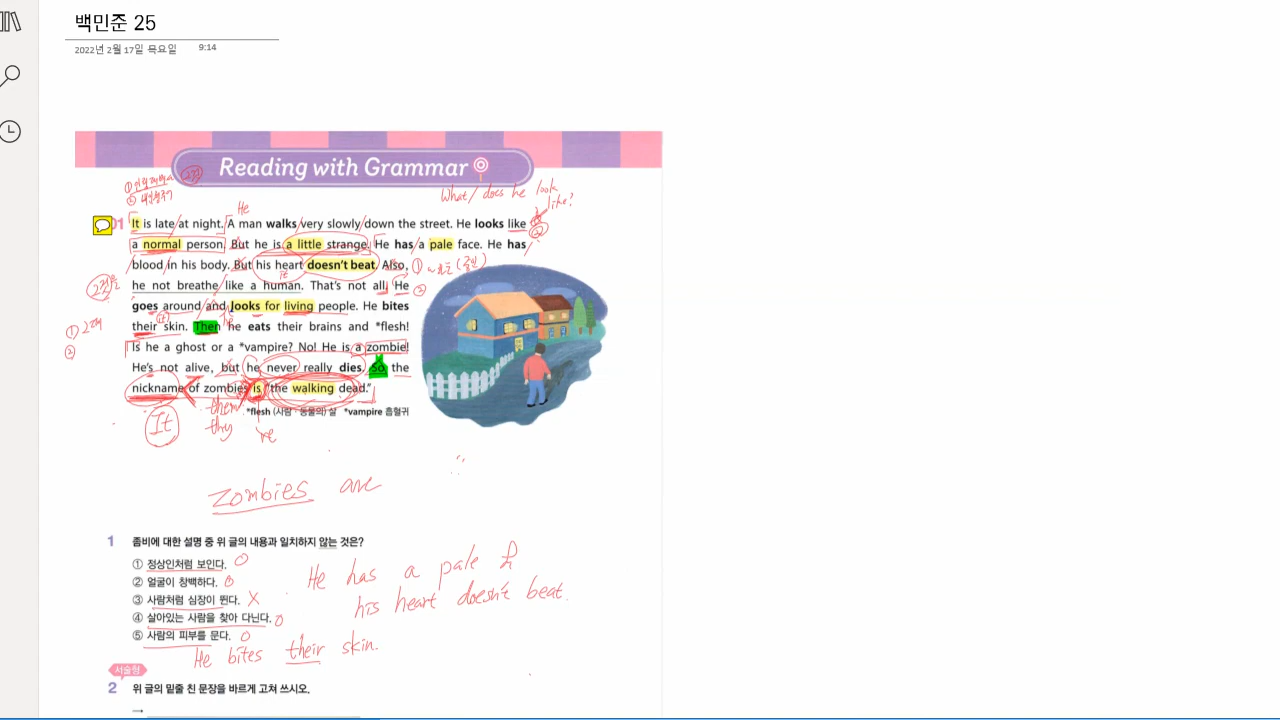 백민준 25
2022년 2월 17일 목요일 9:14
Reading with Grammar
What / does he look like?
He
01 It is late at night. A man walks very slowly down the street. He looks like
a normal person. But he is a little strange. He has a pale face. He has
blood in his body. But his heart doesn't beat. Also,
he not breathe like a human. That's not all. He
goes around and looks for living people. He bites
their skin. Then he eats their brains and *flesh!
Is he a ghost or a *vampire? No! He is a zombie!
He's not alive, but he never really dies. So the
nickname of zombies is "the walking dead."
*flesh (사람·동물의) 살 *vampire 흡혈귀
It
them
they
re
zombies are
1 좀비에 대한 설명 중 위 글의 내용과 일치하지 않는 것은?
① 정상인처럼 보인다. O
② 얼굴이 창백하다. O
③ 사람처럼 심장이 뛴다. X
④ 살아있는 사람을 찾아 다닌다. O
⑤ 사람의 피부를 문다. O
He has a pale
his heart doesn't beat.
He bites their skin.
서술형
2 위 글의 밑줄 친 문장을 바르게 고쳐 쓰시오.
→